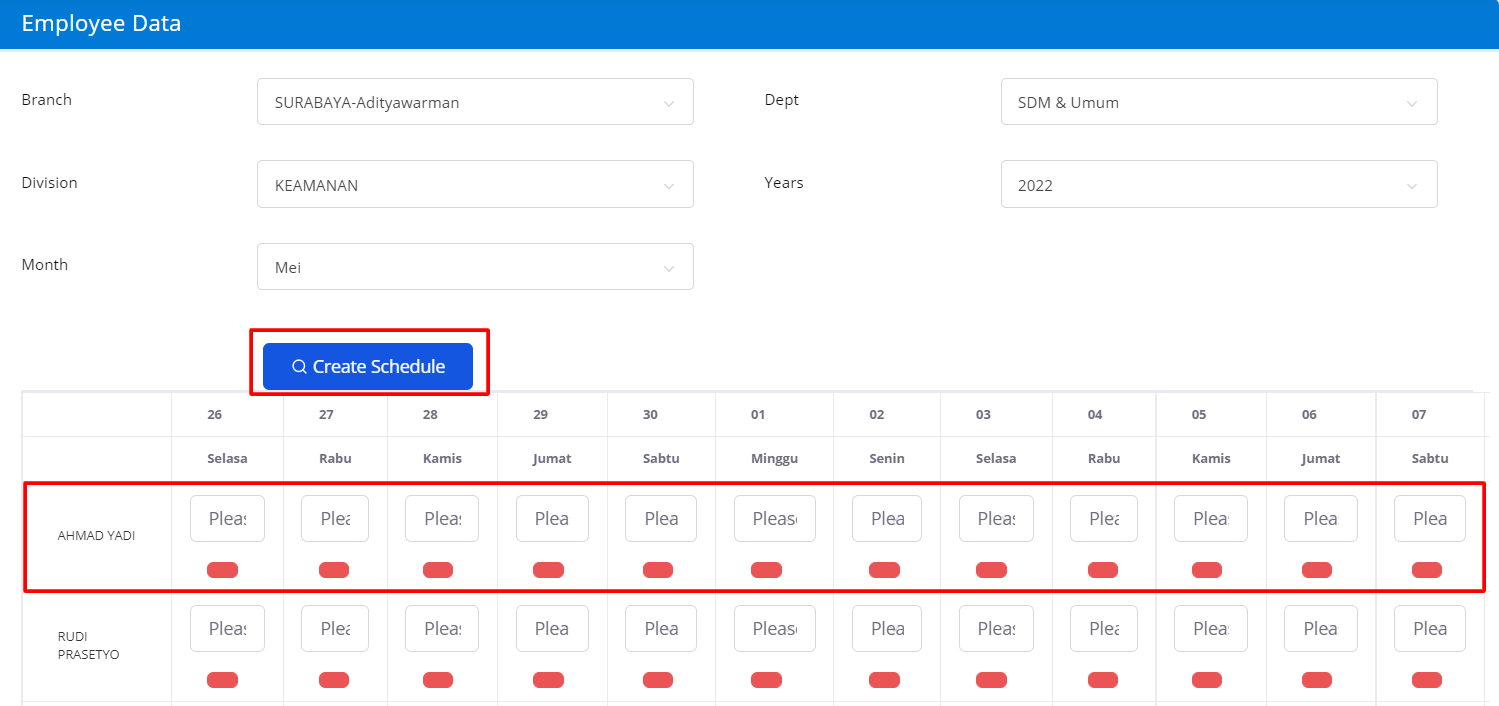 Employee Data
Branch SURABAYA-Adityawarman Dept SDM & Umum
Division KEAMANAN Years 2022
Month Mei
Create Schedule
26 27 28 29 30 01 02 03 04 05 06 07
Selasa Rabu Kamis Jumat Sabtu Minggu Senin Selasa Rabu Kamis Jumat Sabtu
Pleas Plea Pleas Plea Plea Please Plea Pleas Plea Pleas Plea Plea
AHMAD YADI
Pleas Plea Pleas Plea Plea Please Plea Pleas Plea Pleas Plea Plea
RUDI
PRASETYO